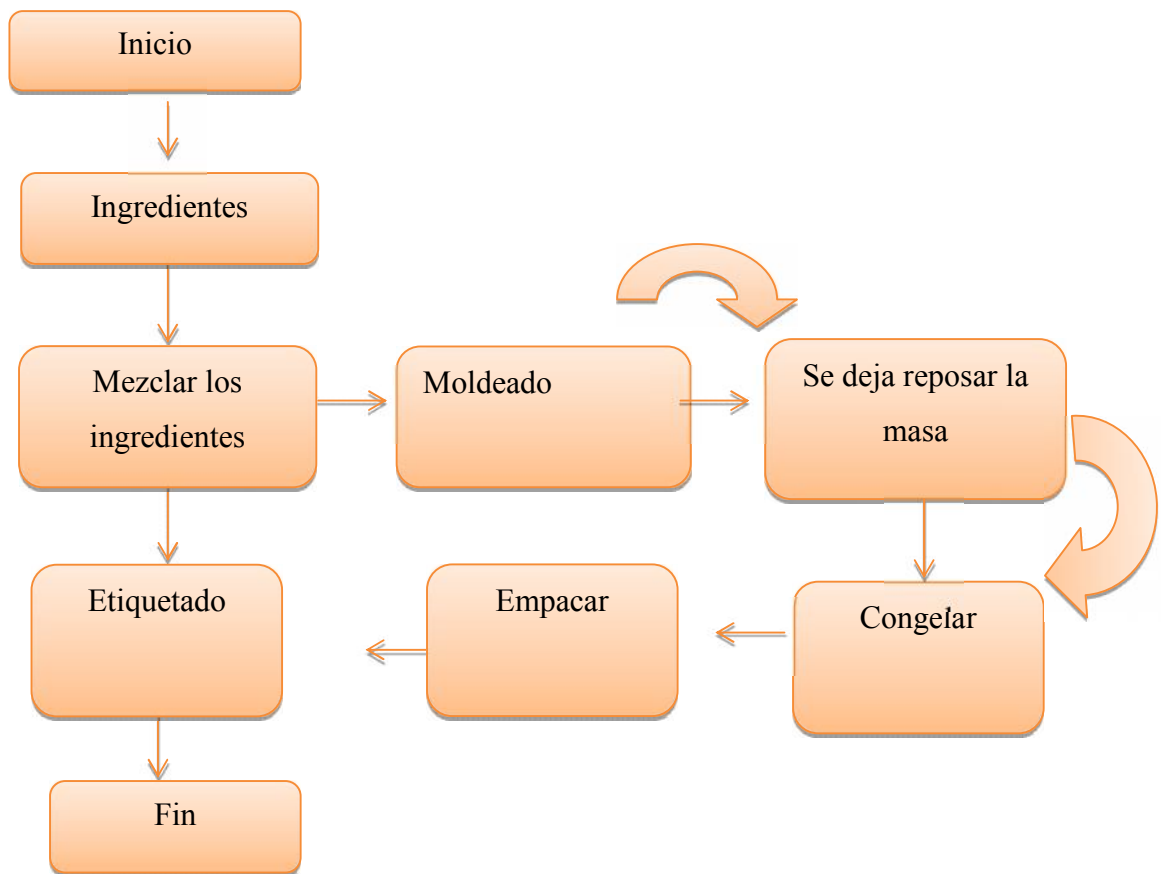 Inicio
Ingredientes
Mezclar los
ingredientes
Moldeado
Se deja reposar la
masa
Etiquetado
Empacar
Congelar
Fin